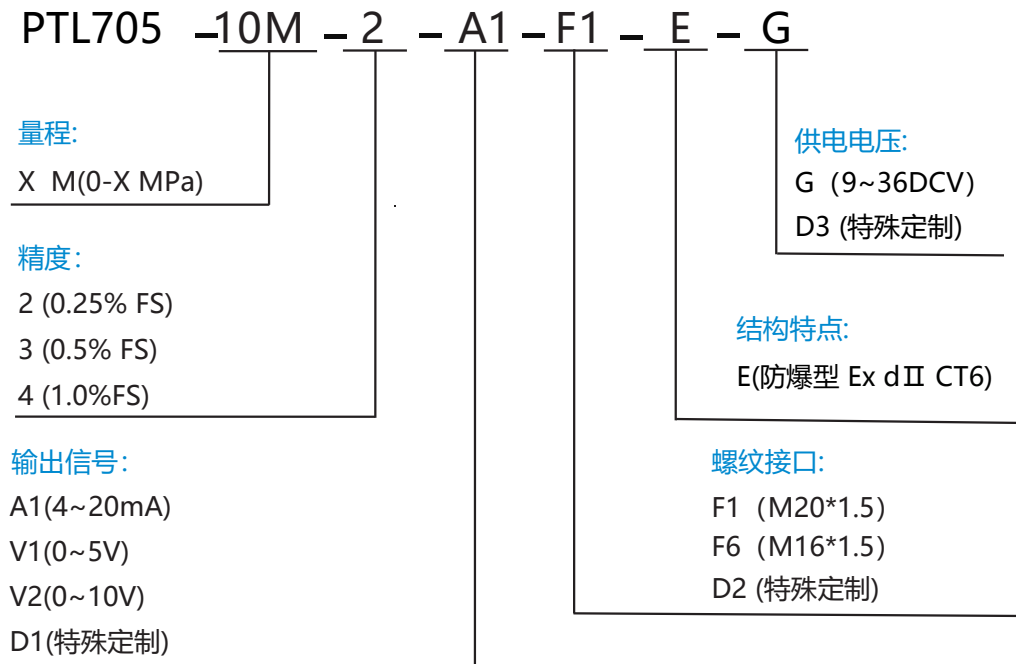 PTL705 –10M – 2 – A1 – F1 – E – G
量程:
X M(0-X MPa)
精度：
2 (0.25% FS)
3 (0.5% FS)
4 (1.0%FS)
输出信号：
A1(4~20mA)
V1(0~5V)
V2(0~10V)
D1(特殊定制)
供电电压:
G（9~36DCV）
D3 (特殊定制)
结构特点:
E(防爆型 Ex dⅡ CT6)
螺纹接口:
F1（M20*1.5）
F6（M16*1.5）
D2 (特殊定制)